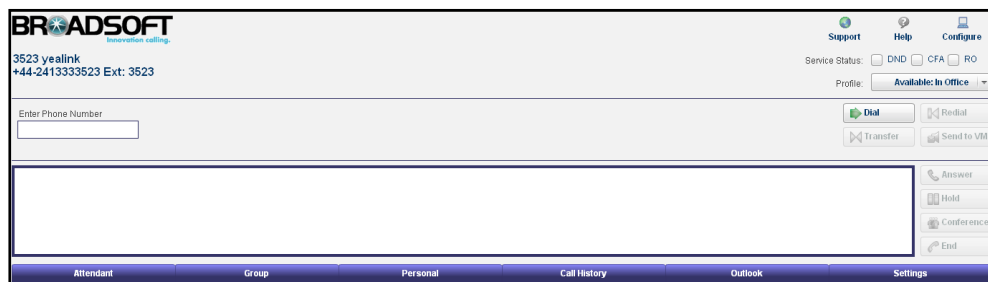 BROADSOFT
Innovation calling.
Support Help Configure
3523 yealink
+44-2413333523 Ext: 3523
Service Status: DND CFA RO
Profile: Available: In Office
Enter Phone Number
Dial Redial
Transfer Send to VM
Answer
Hold
Conference
End
Attendant Group Personal Call History Outlook Settings